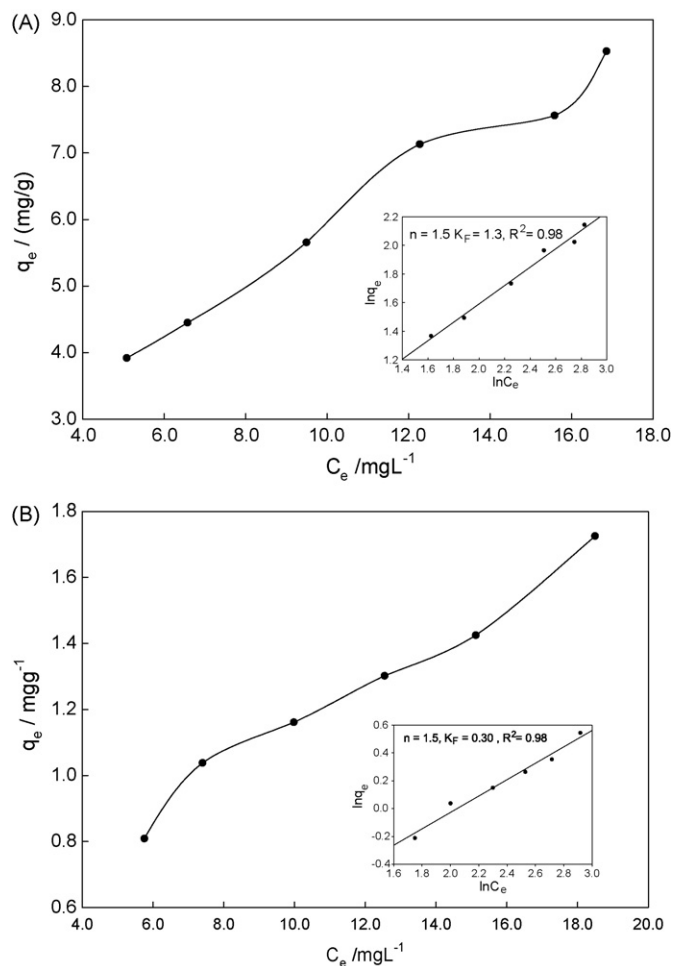 (A)
9.0
8.0
7.0
6.0
5.0
4.0
3.0
q_e / (mg/g)
4.0 6.0 8.0 10.0 12.0 14.0 16.0 18.0
C_e /mgL⁻¹
n = 1.5 K_F = 1.3, R²= 0.98
2.2
2.0
1.8
1.6
1.4
1.2
lnq_e
1.4 1.6 1.8 2.0 2.2 2.4 2.6 2.8 3.0
lnC_e
(B)
1.8
1.6
1.4
1.2
1.0
0.8
0.6
q_e / mgg⁻¹
4.0 6.0 8.0 10.0 12.0 14.0 16.0 18.0 20.0
C_e /mgL⁻¹
n = 1.5, K_F = 0.30 , R²= 0.98
0.6
0.4
0.2
0.0
-0.2
-0.4
lnq_e
1.6 1.8 2.0 2.2 2.4 2.6 2.8 3.0
lnC_e